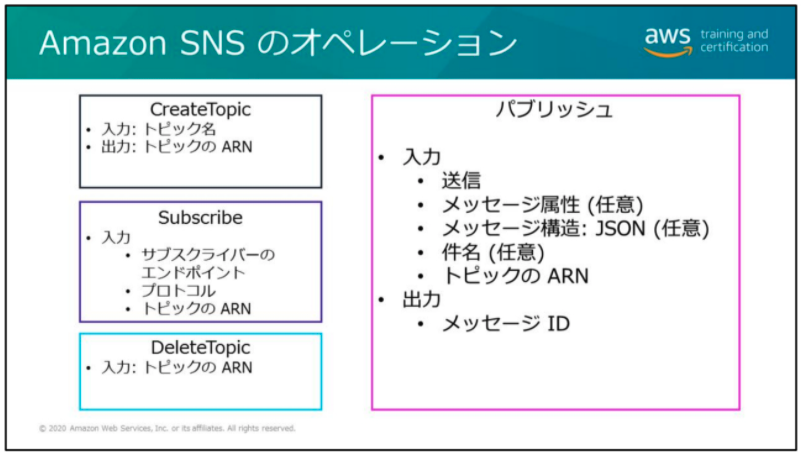 Amazon SNS のオペレーション
aws training and
certification
CreateTopic
• 入力: トピック名
• 出力: トピックの ARN
Subscribe
• 入力
• サブスクライバーの
エンドポイント
• プロトコル
• トピックの ARN
DeleteTopic
• 入力: トピックの ARN
パブリッシュ
• 入力
• 送信
• メッセージ属性 (任意)
• メッセージ構造: JSON (任意)
• 件名 (任意)
• トピックの ARN
• 出力
• メッセージ ID
© 2020 Amazon Web Services, Inc. or its affiliates. All rights reserved.